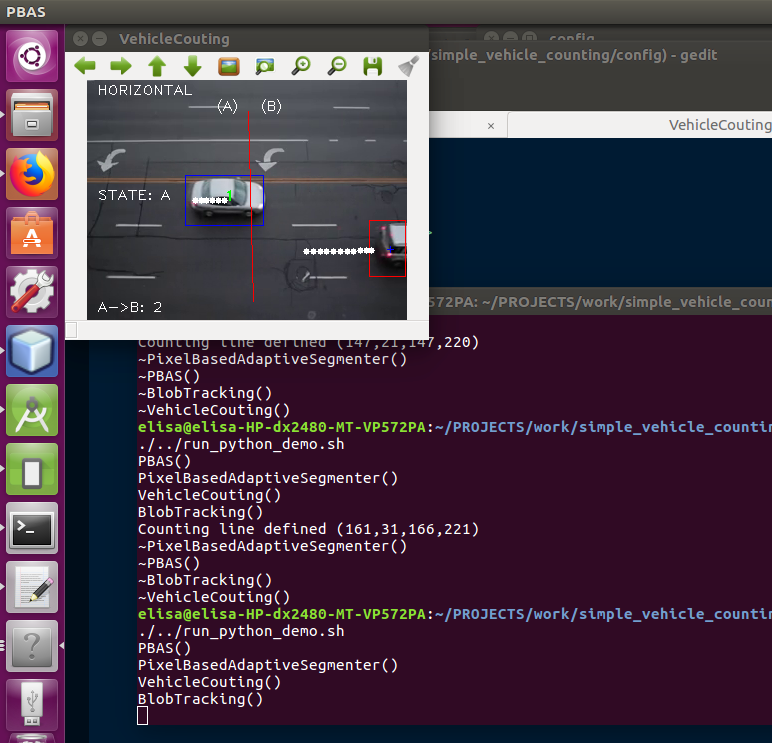 PBAS
VehicleCouting
config
/simple_vehicle_counting/config) - gedit
×
VehicleCouting
HORIZONTAL
(A) (B)
STATE: A
1
A->B: 2
572PA: ~/PROJECTS/work/simple_vehicle_coun
Counting line defined (147,21,147,220)
~PixelBasedAdaptiveSegmenter()
~PBAS()
~BlobTracking()
~VehicleCouting()
elisa@elisa-HP-dx2480-MT-VP572PA:~/PROJECTS/work/simple_vehicle_countin
./../run_python_demo.sh
PBAS()
PixelBasedAdaptiveSegmenter()
VehicleCouting()
BlobTracking()
Counting line defined (161,31,166,221)
~PixelBasedAdaptiveSegmenter()
~PBAS()
~BlobTracking()
~VehicleCouting()
elisa@elisa-HP-dx2480-MT-VP572PA:~/PROJECTS/work/simple_vehicle_countin
./../run_python_demo.sh
PBAS()
PixelBasedAdaptiveSegmenter()
VehicleCouting()
BlobTracking()